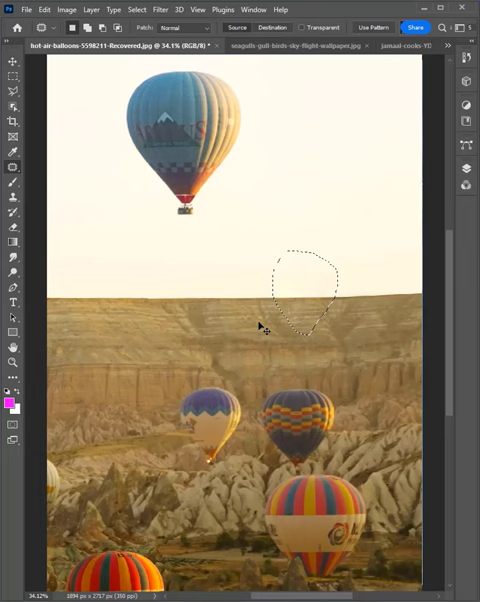 Ps File Edit Image Layer Type Select Filter 3D View Plugins Window Help
Patch: Normal Source Destination Transparent Use Pattern Share 5
hot-air-balloons-5598211-Recovered.jpg @ 34.1% (RGB/8) * × seagulls-gull-birds-sky-flight-wallpaper.jpg × jamaal-cooks-YD
T
34.12% 1894 px x 2717 px (350 ppi)